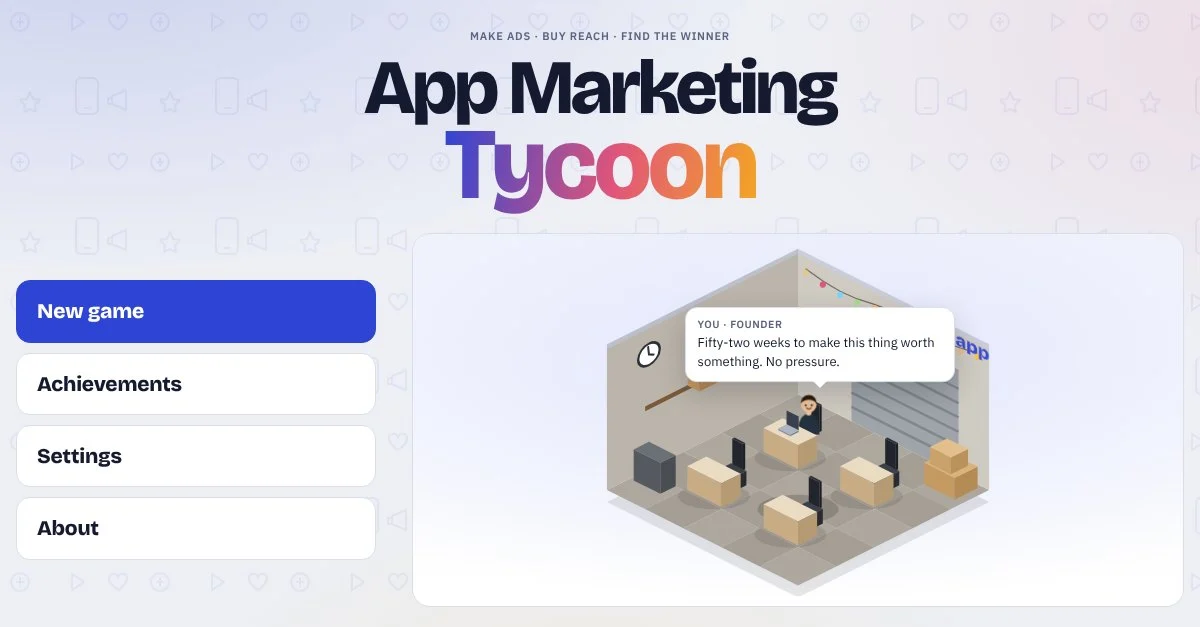 MAKE ADS · BUY REACH · FIND THE WINNER
App Marketing
Tycoon
New game
Achievements
Settings
About
YOU · FOUNDER
Fifty-two weeks to make this thing worth
something. No pressure.
app